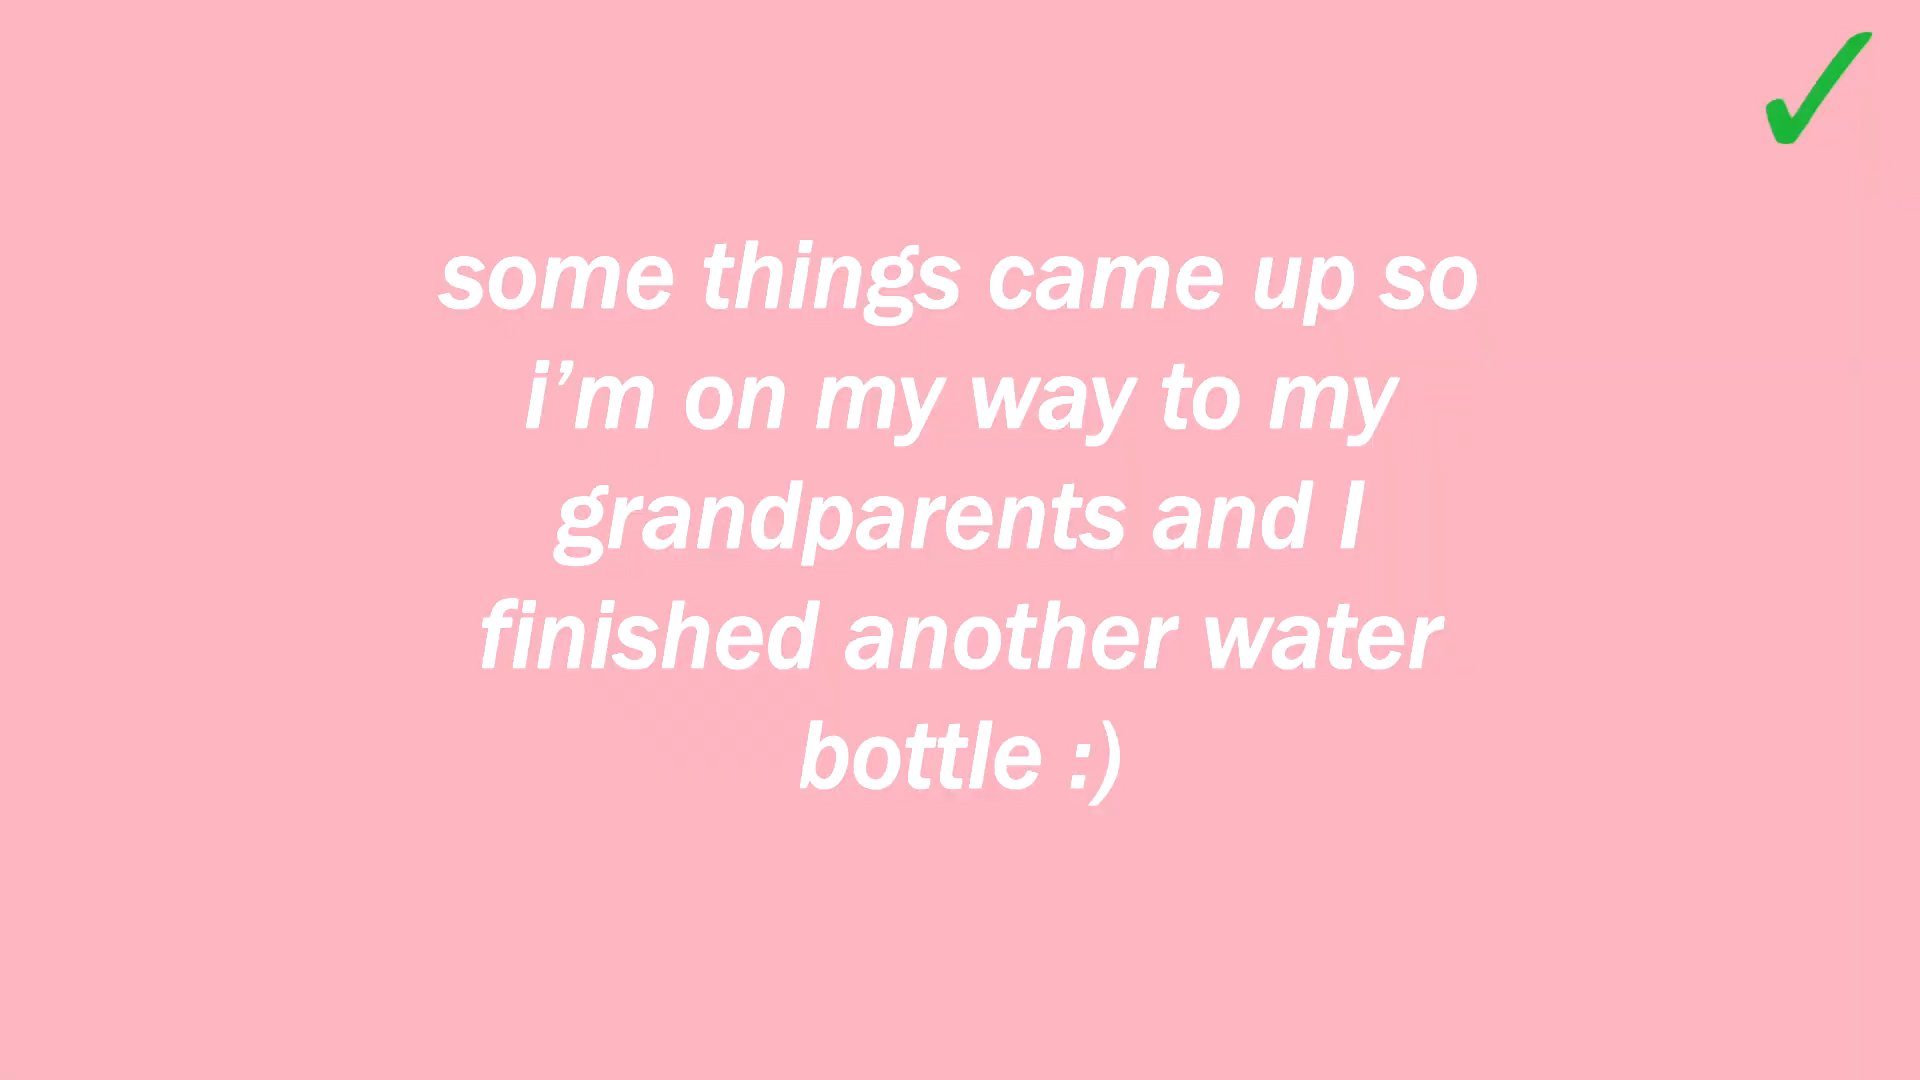 some things came up so
i’m on my way to my
grandparents and I
finished another water
bottle :)